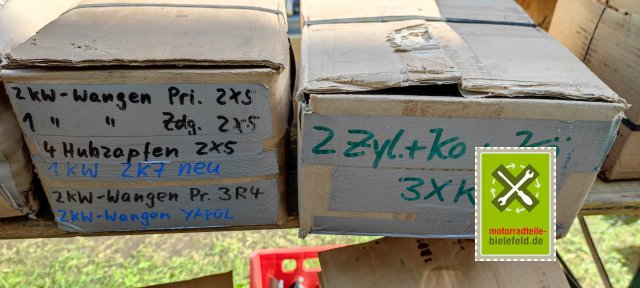 2 KW-Wangen Pri. 2X5
1 " " Zdg. 2X5
4 Hubzapfen 2X5
1 KW 2K7 neu
2 KW-Wangen Pr. 3R4
2 KW-Wangen YAPOL
2 Zyl.+Ko
3X
motorradteile-
bielefeld.de